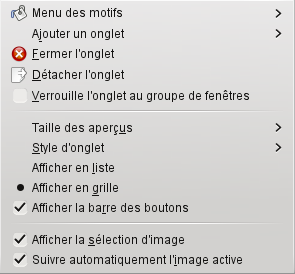 Menu des motifs
Ajouter un onglet
Fermer l'onglet
Détacher l'onglet
Verrouille l'onglet au groupe de fenêtres
Taille des aperçus
Style d'onglet
Afficher en liste
Afficher en grille
Afficher la barre des boutons
Afficher la sélection d'image
Suivre automatiquement l'image active